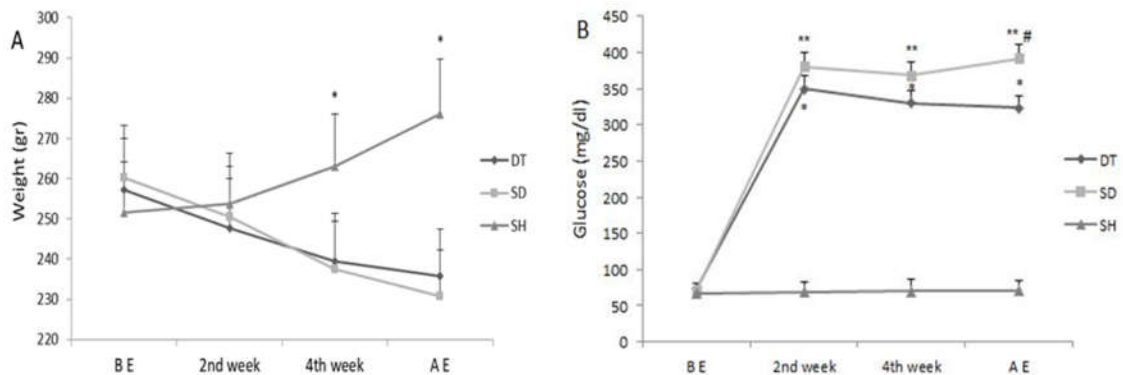 A
Weight (gr)
300
290
280
270
260
250
240
230
220
*
*
B E
2nd week
4th week
A E
DT
SD
SH
B
Glucose (mg/dl)
450
400
350
300
250
200
150
100
50
0
**
**
** #
*
*
*
B E
2nd week
4th week
A E
DT
SD
SH